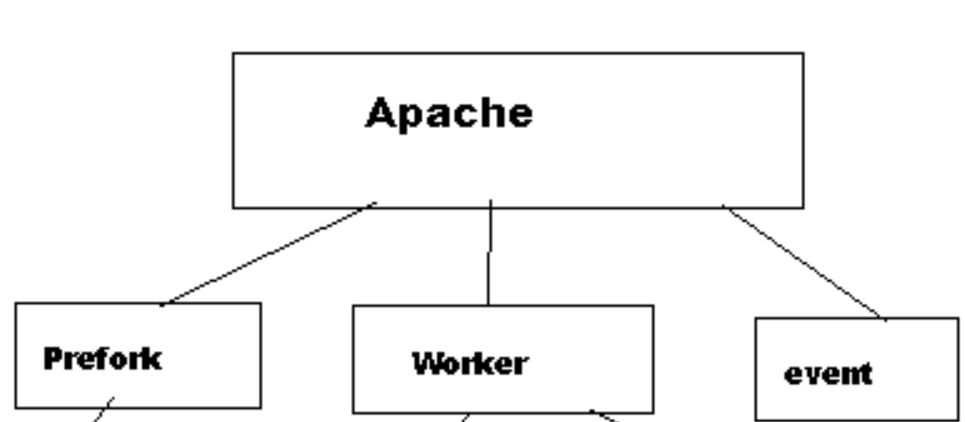 Apache
Prefork
Worker
event